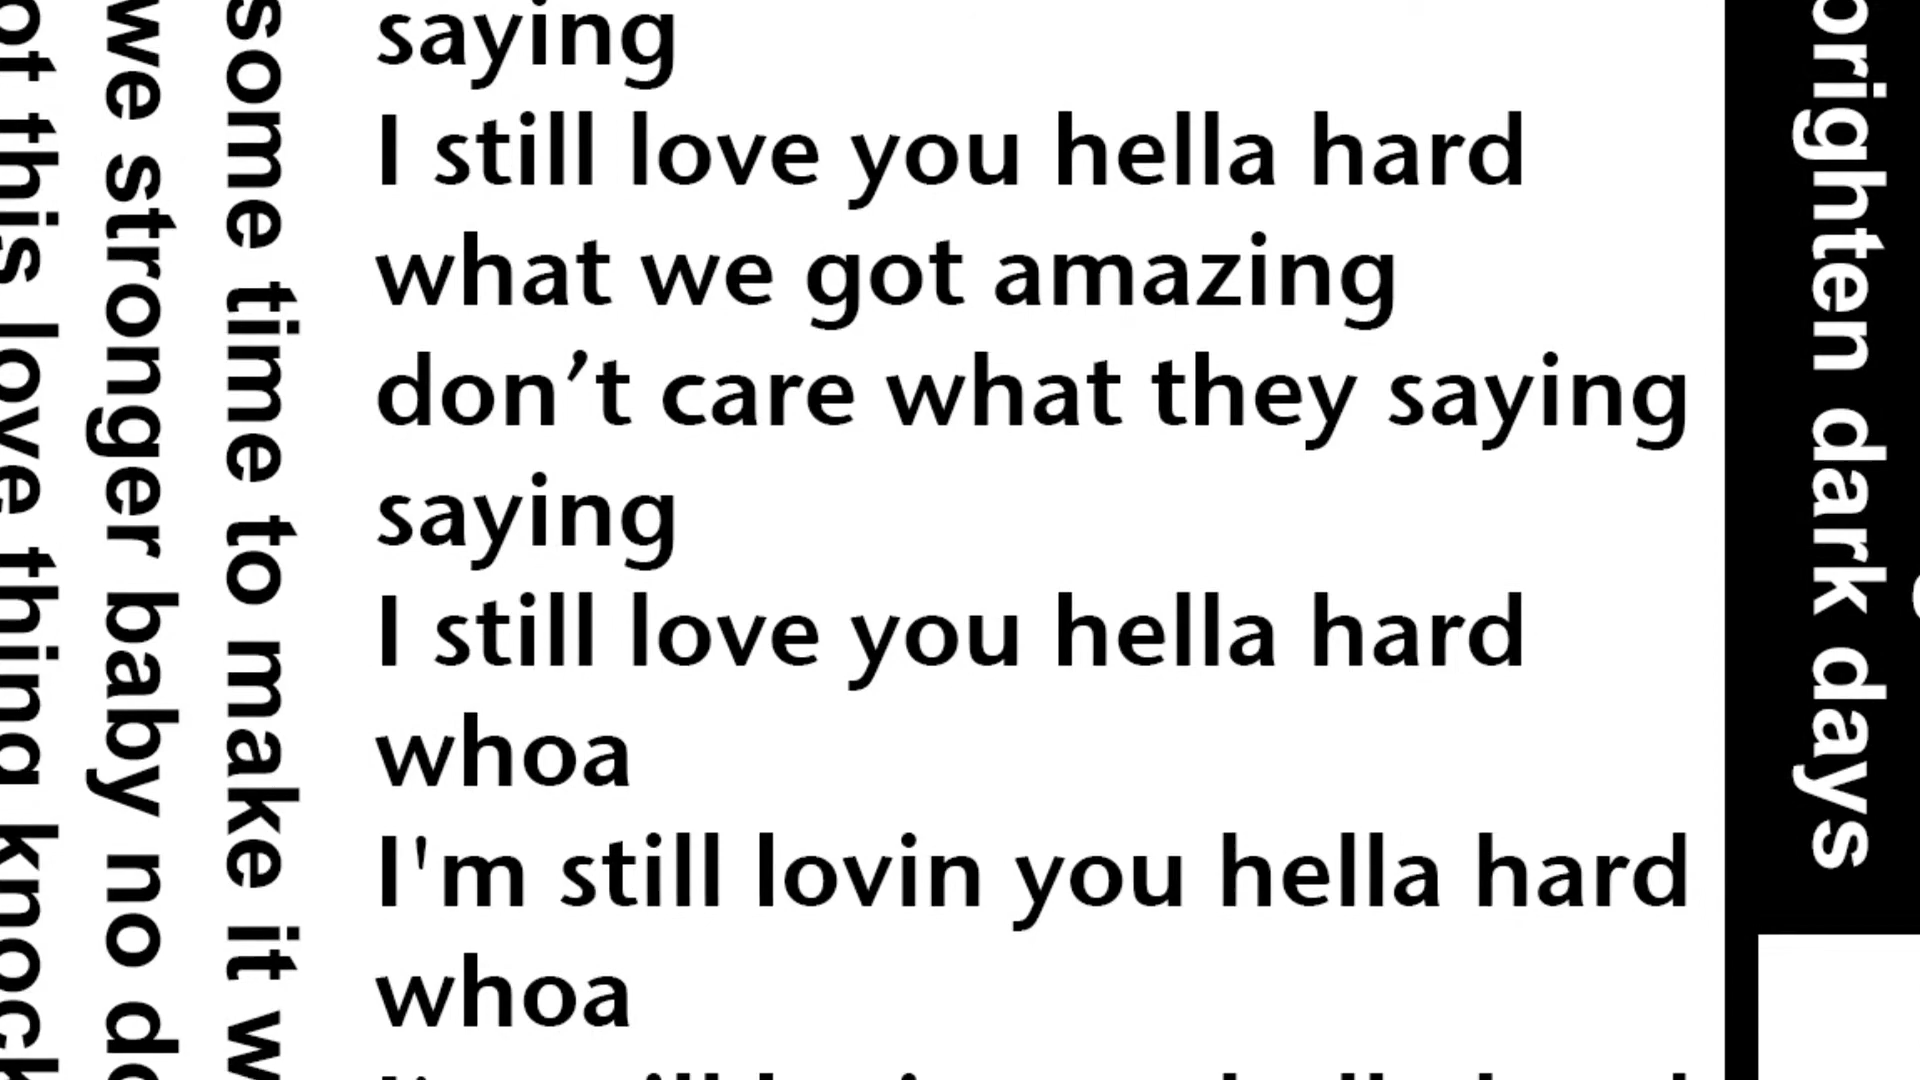 saying
I still love you hella hard
what we got amazing
don’t care what they saying
saying
I still love you hella hard
whoa
I'm still lovin you hella hard
whoa
some time to make it
we stronger baby no
this love thing
brighten dark days